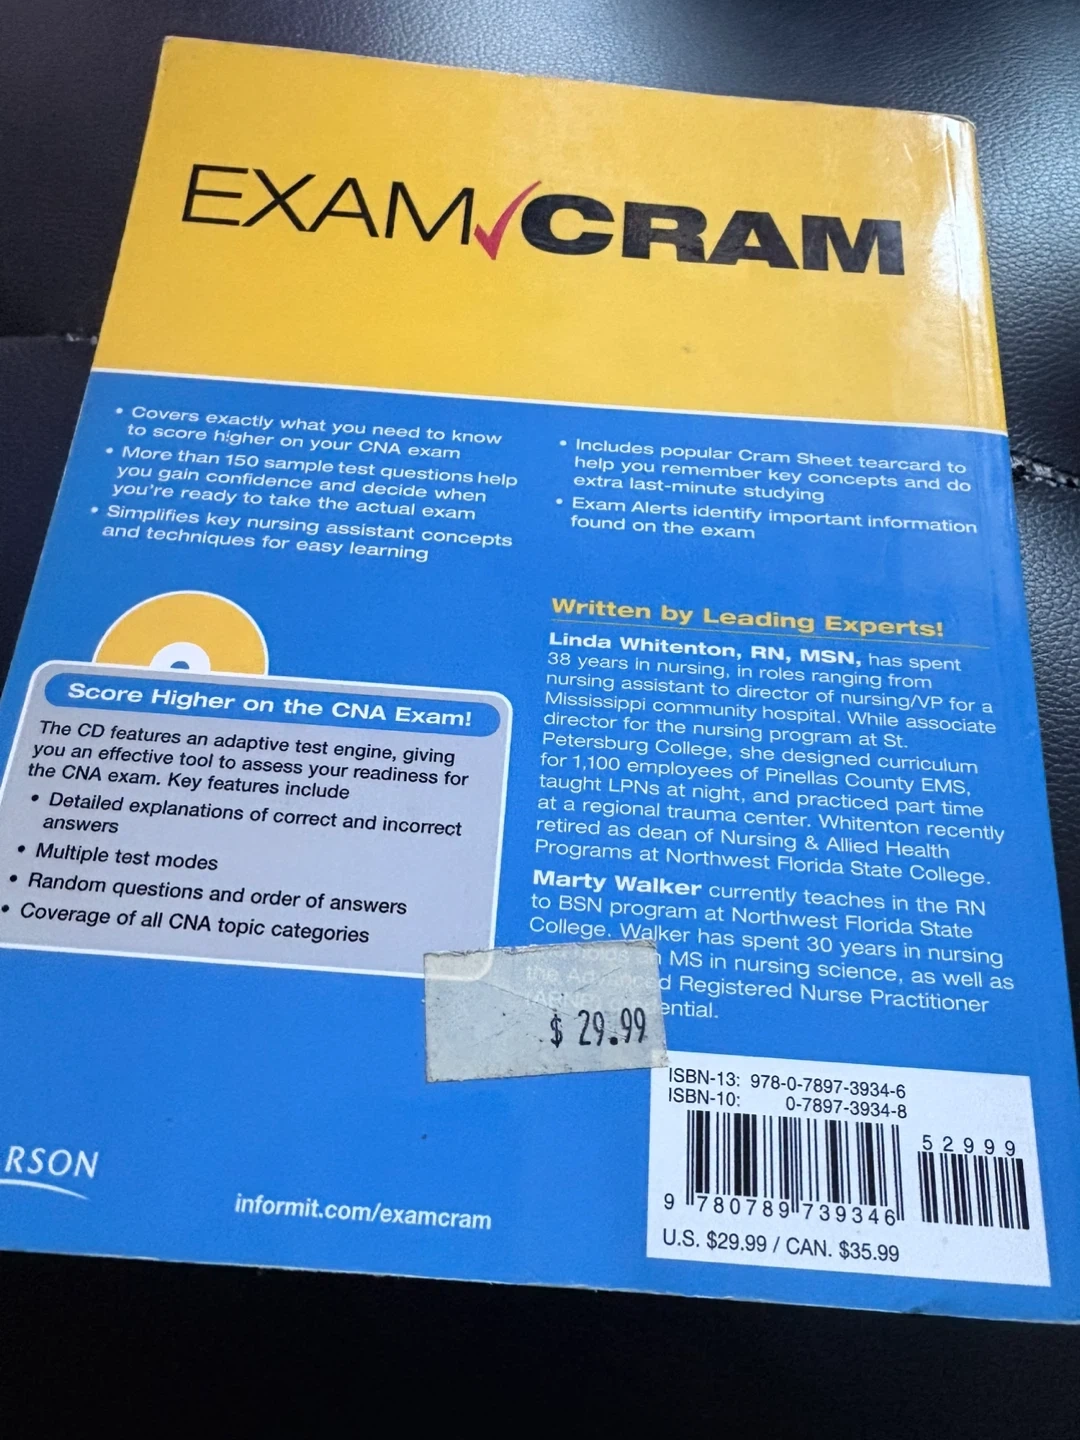 EXAM CRAM
• Covers exactly what you need to know
to score higher on your CNA exam
• More than 150 sample test questions help
you gain confidence and decide when
you're ready to take the actual exam
• Simplifies key nursing assistant concepts
and techniques for easy learning
• Includes popular Cram Sheet tearcard to
help you remember key concepts and do
extra last-minute studying
• Exam Alerts identify important information
found on the exam
Score Higher on the CNA Exam!
The CD features an adaptive test engine, giving
you an effective tool to assess your readiness for
the CNA exam. Key features include
• Detailed explanations of correct and incorrect
answers
• Multiple test modes
• Random questions and order of answers
• Coverage of all CNA topic categories
Written by Leading Experts!
Linda Whitenton, RN, MSN, has spent
38 years in nursing, in roles ranging from
nursing assistant to director of nursing/VP for a
Mississippi community hospital. While associate
director for the nursing program at St.
Petersburg College, she designed curriculum
for 1,100 employees of Pinellas County EMS,
taught LPNs at night, and practiced part time
at a regional trauma center. Whitenton recently
retired as dean of Nursing & Allied Health
Programs at Northwest Florida State College.
Marty Walker currently teaches in the RN
to BSN program at Northwest Florida State
College. Walker has spent 30 years in nursing
and holds an MS in nursing science, as well as
the Advanced Registered Nurse Practitioner
(ARNP) credential.
$ 29.99
ISBN-13: 978-0-7897-3934-6
ISBN-10: 0-7897-3934-8
5 2 9 9 9
9 780789 739346
U.S. $29.99 / CAN. $35.99
RSON
informit.com/examcram